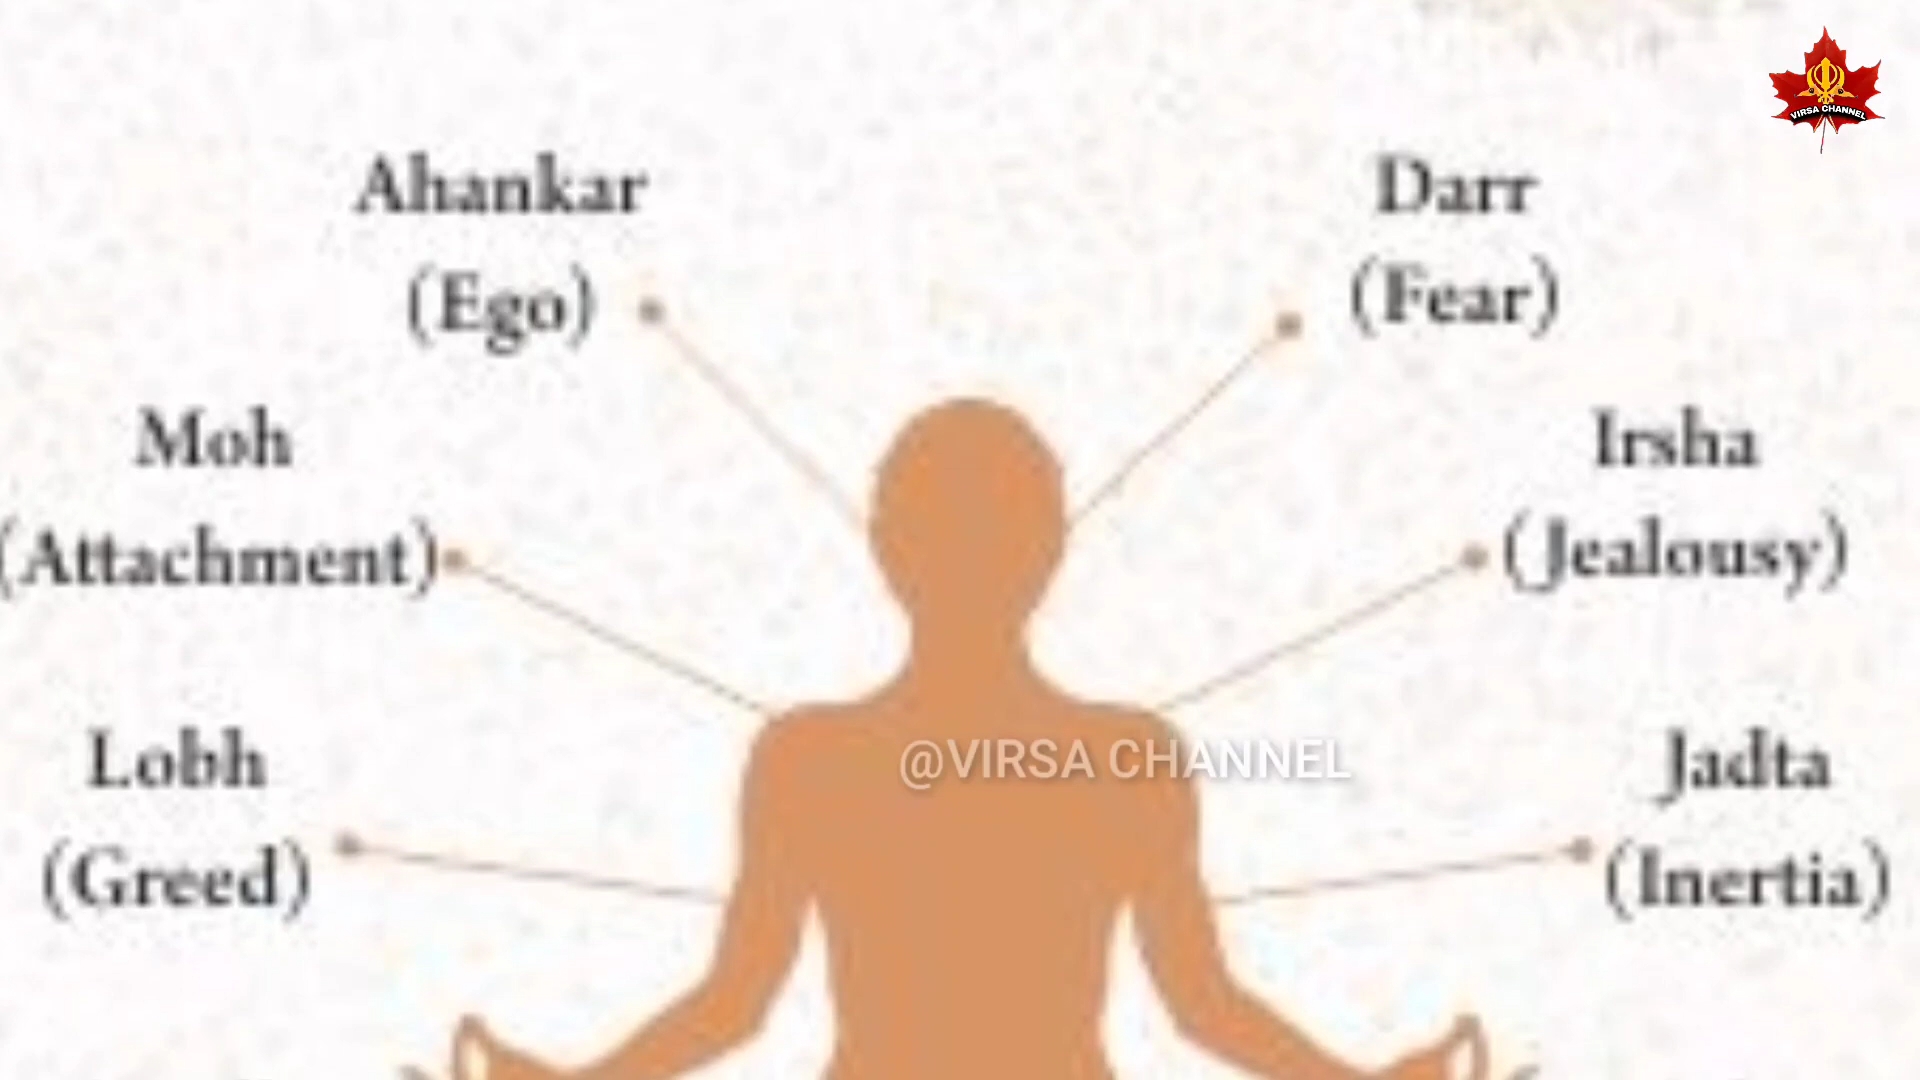 VIRSA CHANNEL
Ahankar
(Ego)
Darr
(Fear)
Moh
(Attachment)
Irsha
(Jealousy)
@VIRSA CHANNEL
Lobh
(Greed)
Jadta
(Inertia)